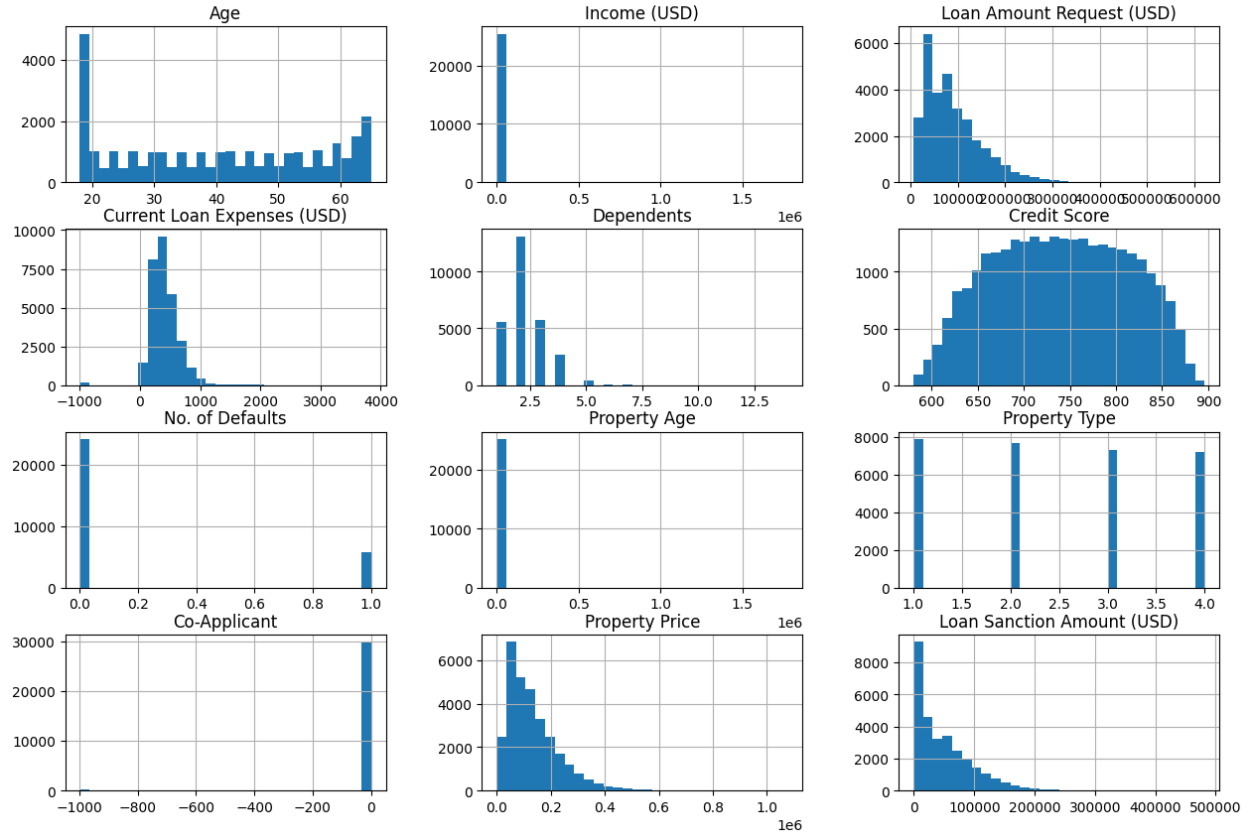 Age
Income (USD)
Loan Amount Request (USD)
4000
2000
0
20 30 40 50 60
20000
10000
0
0.0 0.5 1.0 1.5
1e6
6000
4000
2000
0
0 100000 200000 300000 400000 500000 600000
Current Loan Expenses (USD)
Dependents
Credit Score
10000
7500
5000
2500
0
−1000 0 1000 2000 3000 4000
10000
5000
0
2.5 5.0 7.5 10.0 12.5
1000
500
0
600 650 700 750 800 850 900
No. of Defaults
Property Age
Property Type
20000
10000
0
0.0 0.2 0.4 0.6 0.8 1.0
20000
10000
0
0.0 0.5 1.0 1.5
1e6
8000
6000
4000
2000
0
1.0 1.5 2.0 2.5 3.0 3.5 4.0
Co-Applicant
Property Price
Loan Sanction Amount (USD)
30000
20000
10000
0
−1000 −800 −600 −400 −200 0
6000
4000
2000
0
0.0 0.2 0.4 0.6 0.8 1.0
1e6
8000
6000
4000
2000
0
0 100000 200000 300000 400000 500000